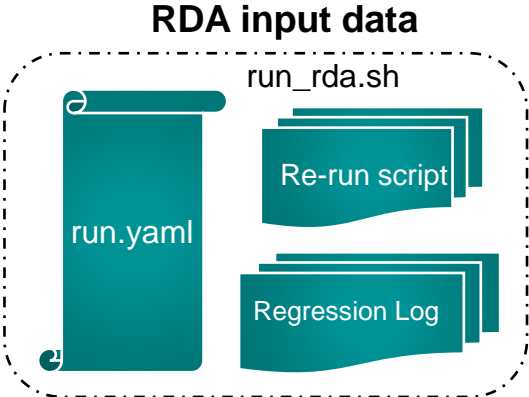 RDA input data
run_rda.sh
Re-run script
run.yaml
Regression Log